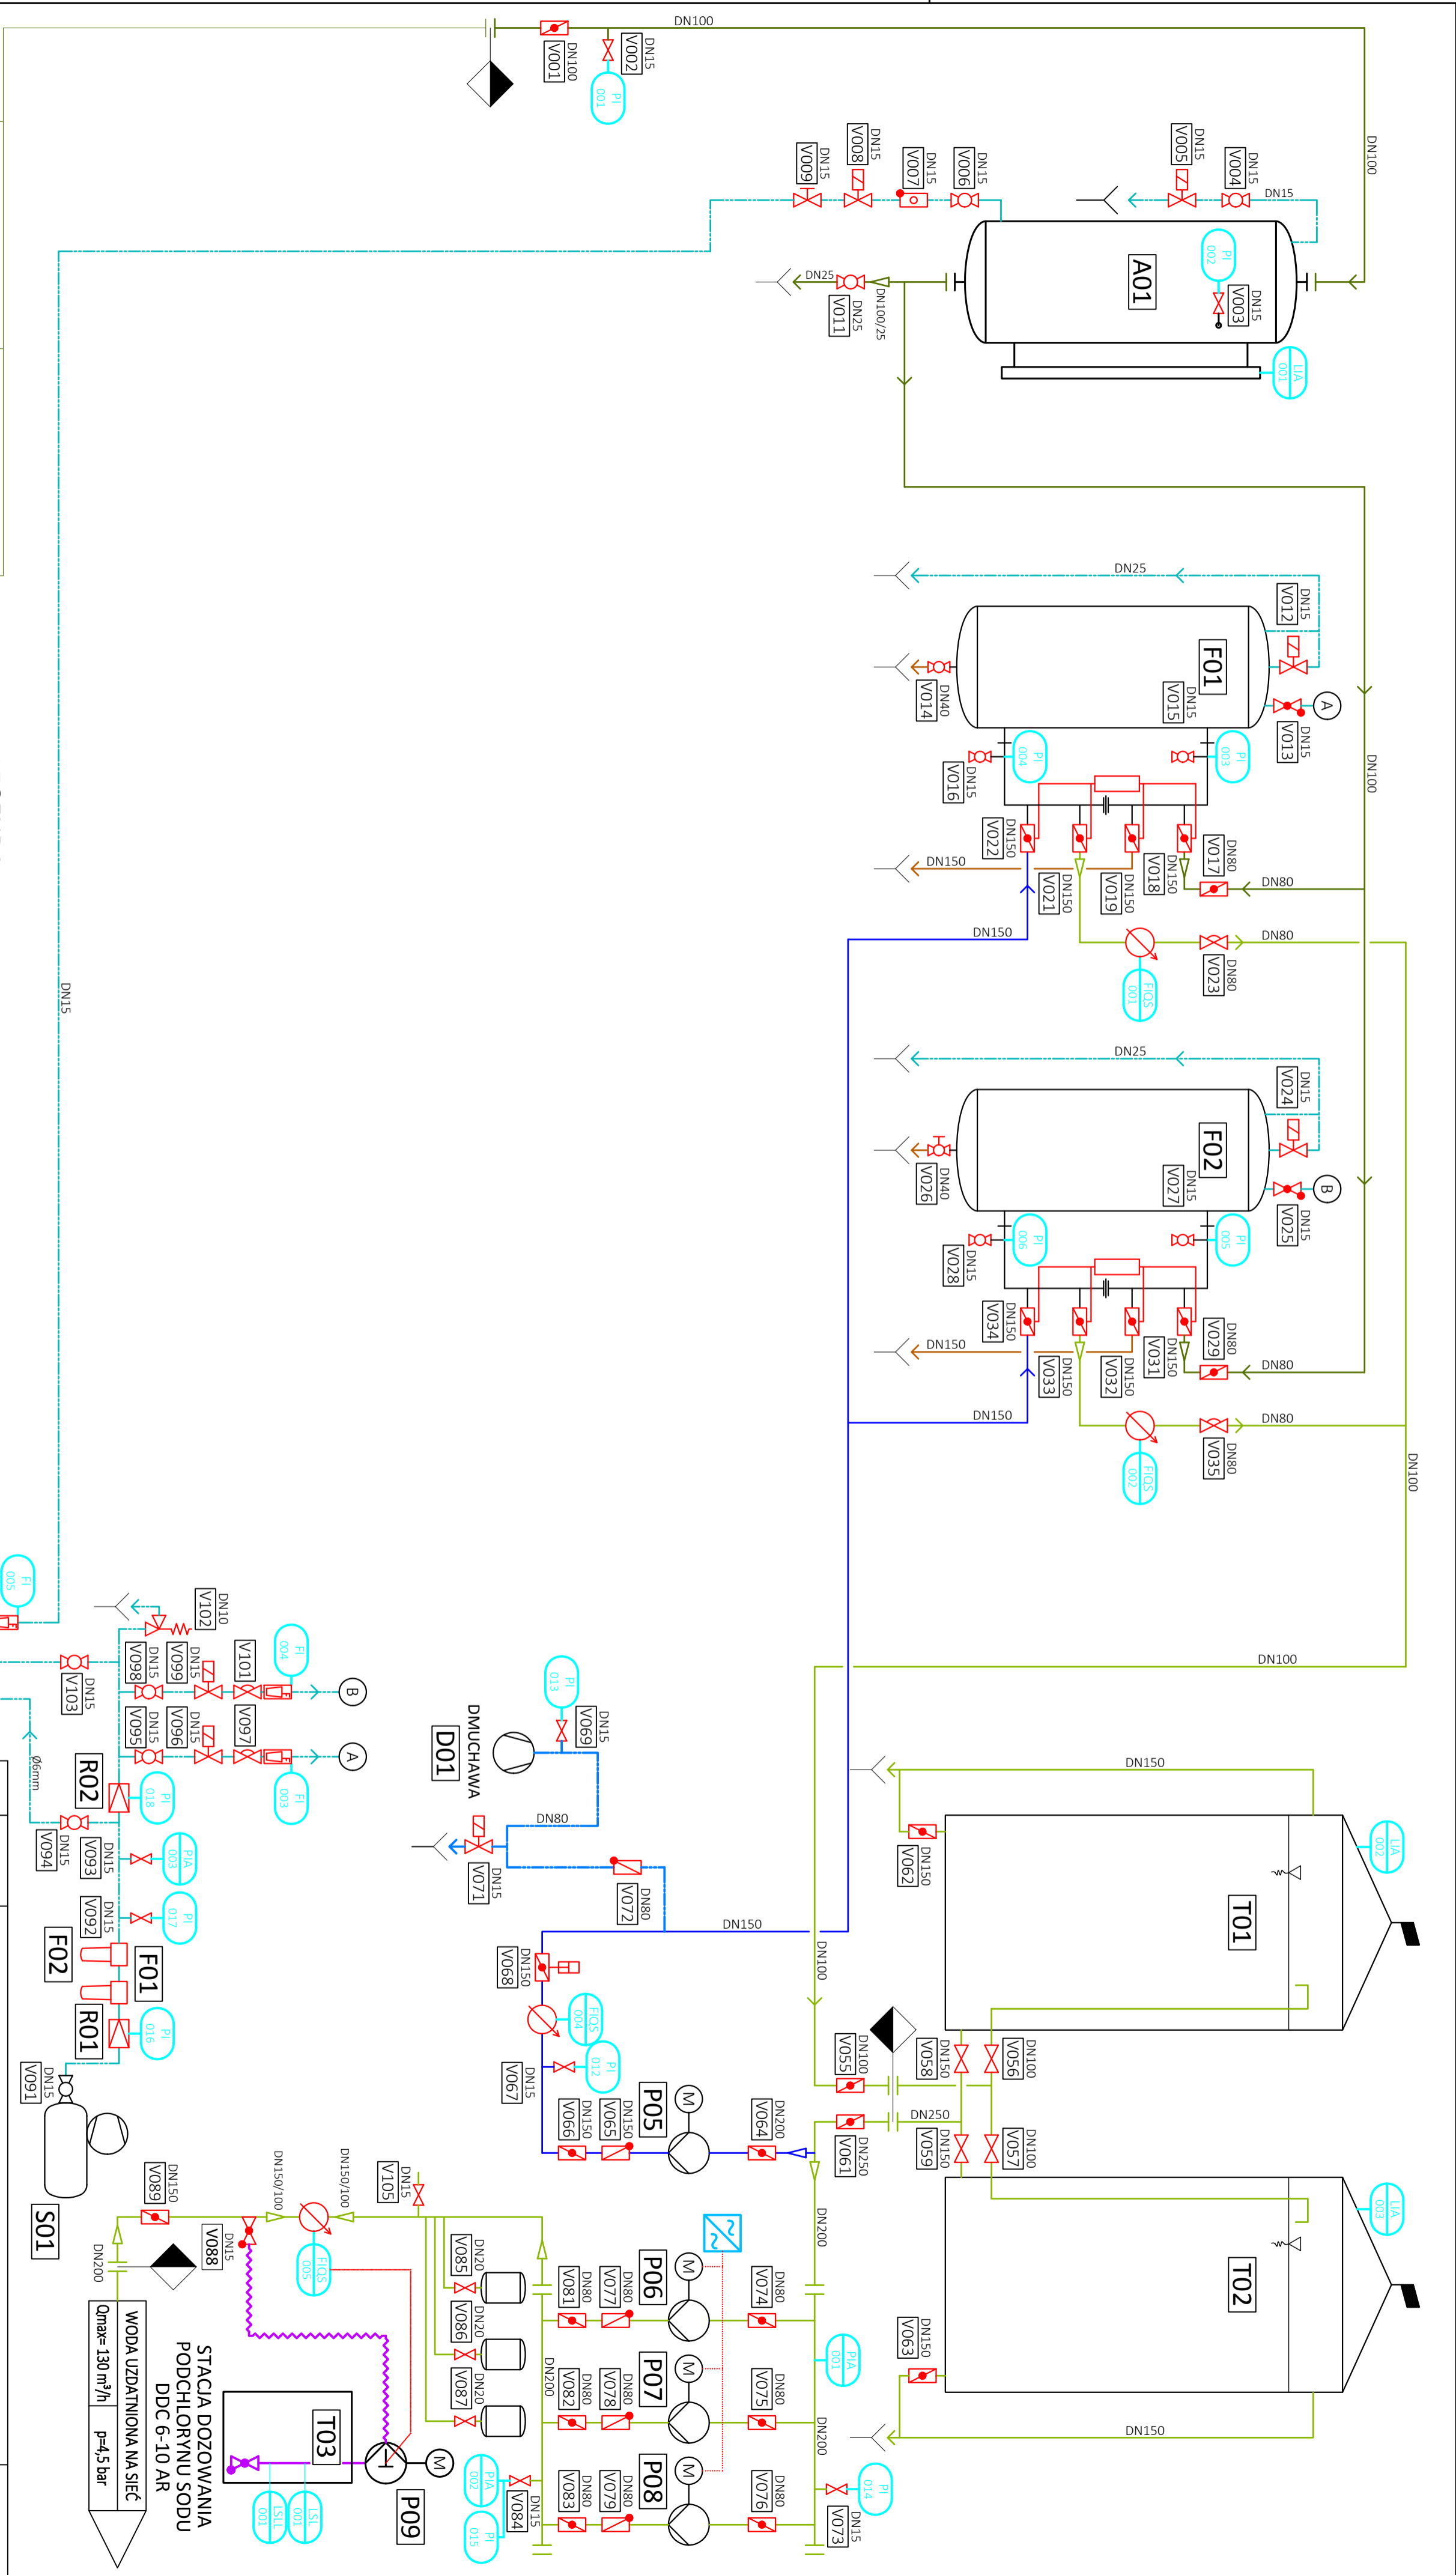 DN100
DN100
V001
DN15
V002
PI
001
DN100
DN15
V004
DN15
V005
DN15
DN15
V006
DN15
V007
DN15
V008
DN15
V009
A01
PI
002
DN15
V003
LIA
001
DN25
DN100/25
DN25
V011
DN15
DN25
DN15
V012
F01
DN15
V013
A
DN40
V014
DN15
V015
PI
003
PI
004
DN15
V016
DN100
DN80
V017
DN80
DN150
V018
DN150
V019
DN150
V021
DN150
V022
DN150
DN150
DN80
V023
DN80
FIQS
001
DN25
DN15
V024
F02
DN15
V025
B
DN40
V026
DN15
V027
PI
005
PI
006
DN15
V028
DN80
V029
DN80
DN150
V031
DN150
V032
DN150
V033
DN150
V034
DN150
DN150
DN80
V035
DN80
FIQS
002
DN100
DN100
DN150
DN150
V062
LIA
002
T01
DN100
V055
DN100
V056
DN100
V057
DN150
V058
DN150
V059
DN250
DN250
V061
LIA
003
T02
DN150
V063
DN150
DN100
DN150
PI
013
DN15
V069
DMUCHAWA
D01
DN80
DN15
V071
DN80
V072
DN150
V068
FIQS
004
PI
012
DN15
V067
DN150
V066
DN150
V065
P05
M
DN200
V064
DN200
P06
M
DN80
V074
DN80
V077
DN80
V081
PIA
001
P07
M
DN80
V075
DN80
V078
DN80
V082
DN200
DN200
P08
M
DN80
V076
DN80
V079
DN80
V083
PI
014
DN15
V073
DN15
V084
PIA
002
PI
015
DN20
V085
DN20
V086
DN20
V087
DN15
V105
DN150/100
DN150/100
FIQS
005
DN15
V088
DN150
V089
DN200
WODA UZDATNIONA NA SIEĆ
Qmax= 130 m³/h
p=4,5 bar
STACJA DOZOWANIA
PODCHLORYNU SODU
DDC 6-10 AR
T03
P09
M
LSL
001
LSLL
001
FI
005
DN10
V102
DN15
V103
DN15
V098
DN15
V099
V101
FI
004
B
DN15
V095
DN15
V096
V097
FI
003
A
Ø6mm
R02
PI
018
DN15
V094
DN15
V093
PIA
003
DN15
V092
PI
017
F02
F01
R01
PI
016
DN15
V091
S01